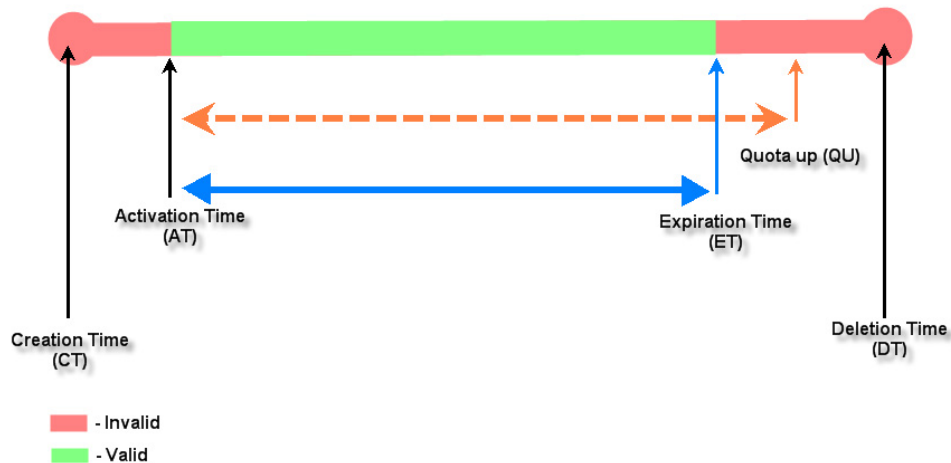 Quota up (QU)
Activation Time
(AT)
Expiration Time
(ET)
Creation Time
(CT)
Deletion Time
(DT)
- Invalid
- Valid